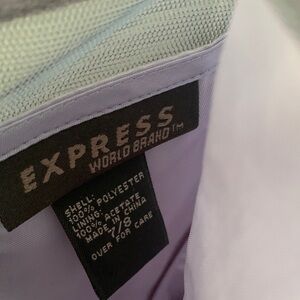 EXPRESS
WORLD BRAND™
SHELL:
100% POLYESTER
LINING:
100% ACETATE
MADE IN CHINA
7/8
OVER FOR CARE